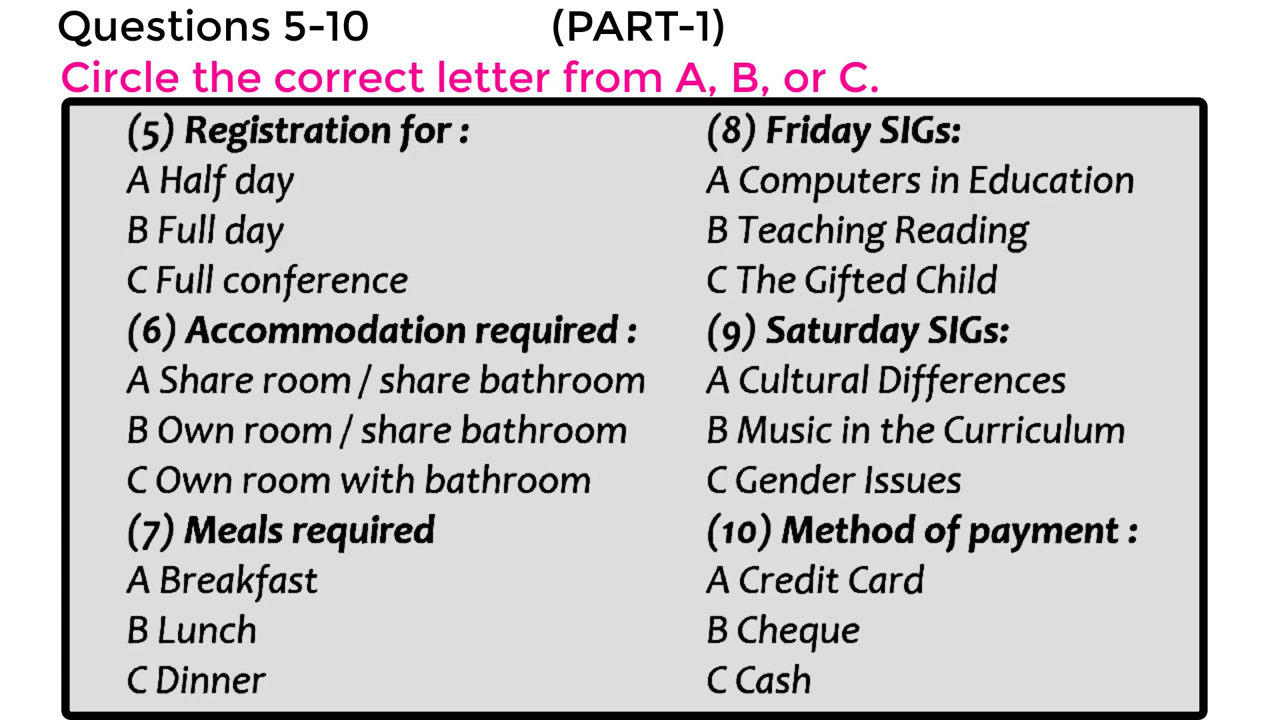 Questions 5-10 (PART-1)
Circle the correct letter from A, B, or C.
(5) Registration for :
A Half day
B Full day
C Full conference
(6) Accommodation required :
A Share room / share bathroom
B Own room / share bathroom
C Own room with bathroom
(7) Meals required
A Breakfast
B Lunch
C Dinner
(8) Friday SIGs:
A Computers in Education
B Teaching Reading
C The Gifted Child
(9) Saturday SIGs:
A Cultural Differences
B Music in the Curriculum
C Gender Issues
(10) Method of payment :
A Credit Card
B Cheque
C Cash